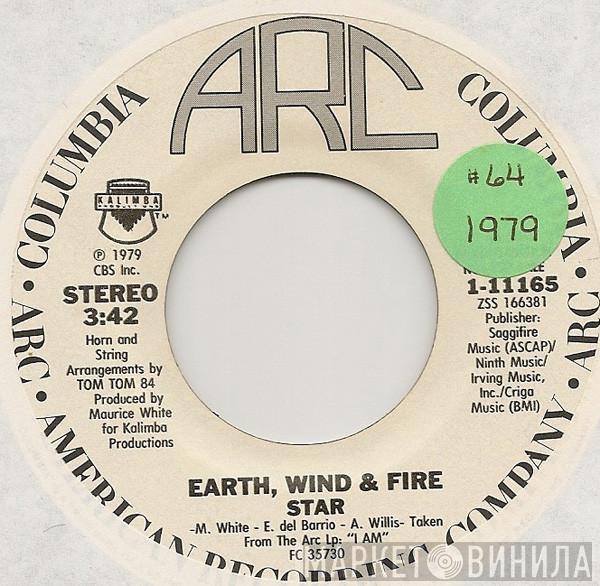 ARC
COLUMBIA • ARC • AMERICAN RECORDING COMPANY • ARC • COLUMBIA
KALIMBA
TM
℗ 1979
CBS Inc.
STEREO
3:42
Horn and
String
Arrangements by
TOM TOM 84
Produced by
Maurice White
for Kalimba
Productions
#64
1979
1-11165
ZSS 166381
Publisher:
Saggifire
Music (ASCAP)/
Ninth Music/
Irving Music,
Inc./Criga
Music (BMI)
EARTH, WIND & FIRE
STAR
-M. White - E. del Barrio - A. Willis- Taken
From The Arc Lp: "I AM"
FC 35730
МАРКЕТ ВИНИЛА